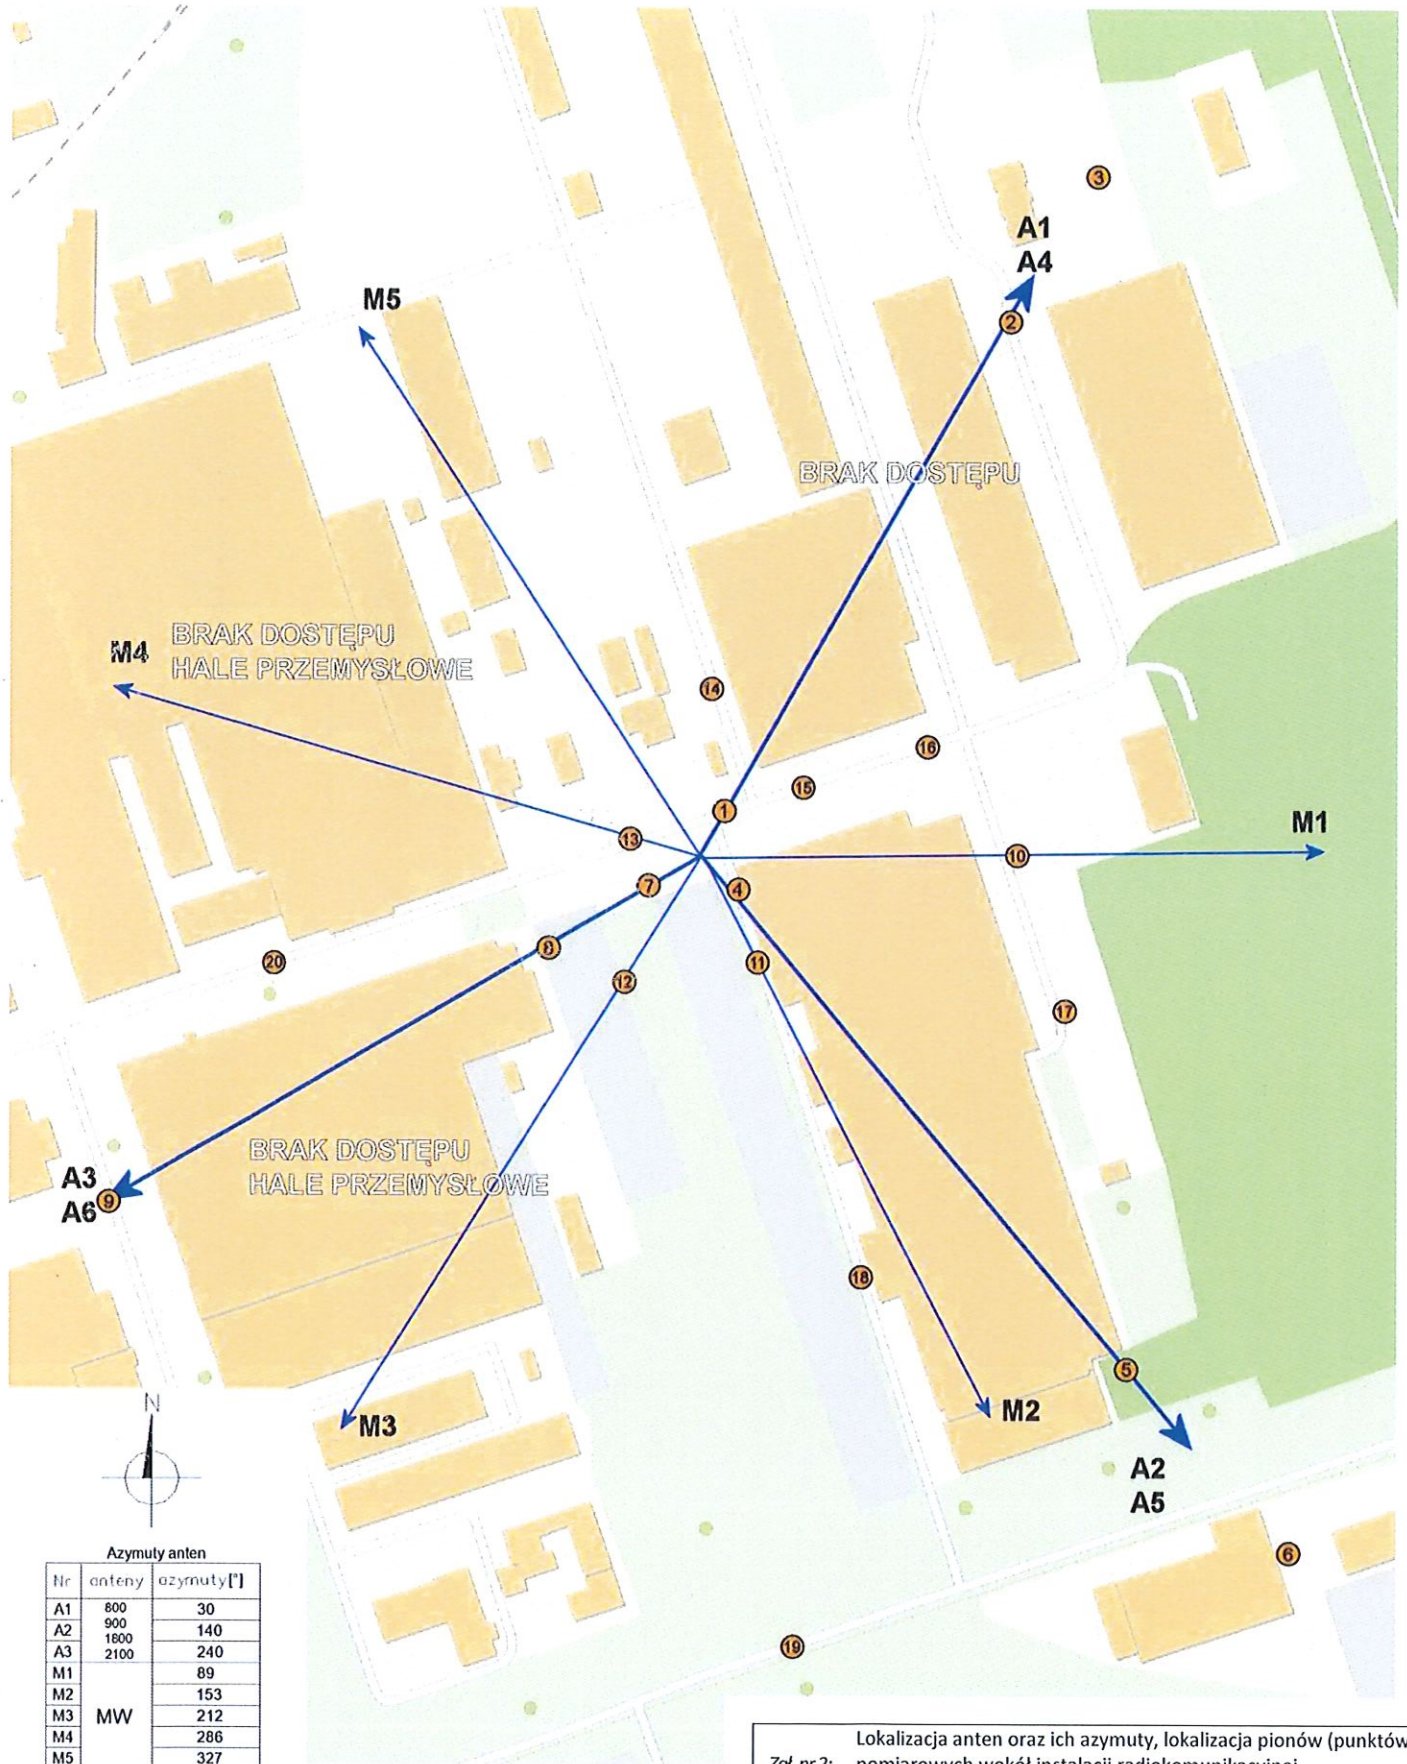 3
A1
A4
2
M5
BRAK DOSTĘPU
BRAK DOSTĘPU
HALE PRZEMYSŁOWE
M4
14
16
15
1
M1
13
10
7
4
8
20
11
12
17
BRAK DOSTĘPU
HALE PRZEMYSŁOWE
A3
A6
9
18
5
M3
M2
N
A2
A5
6
19
Azymuty anten
Nr anteny azymuty[°]
A1 800 30
A2 900 140
1800
A3 2100 240
M1 89
M2 153
M3 MW 212
M4 286
M5 327
Lokalizacja anten oraz ich azymuty, lokalizacja pionów (punktów
Zał. nr 2: pomiarowych wokół instalacji radiokomunikacyjnej